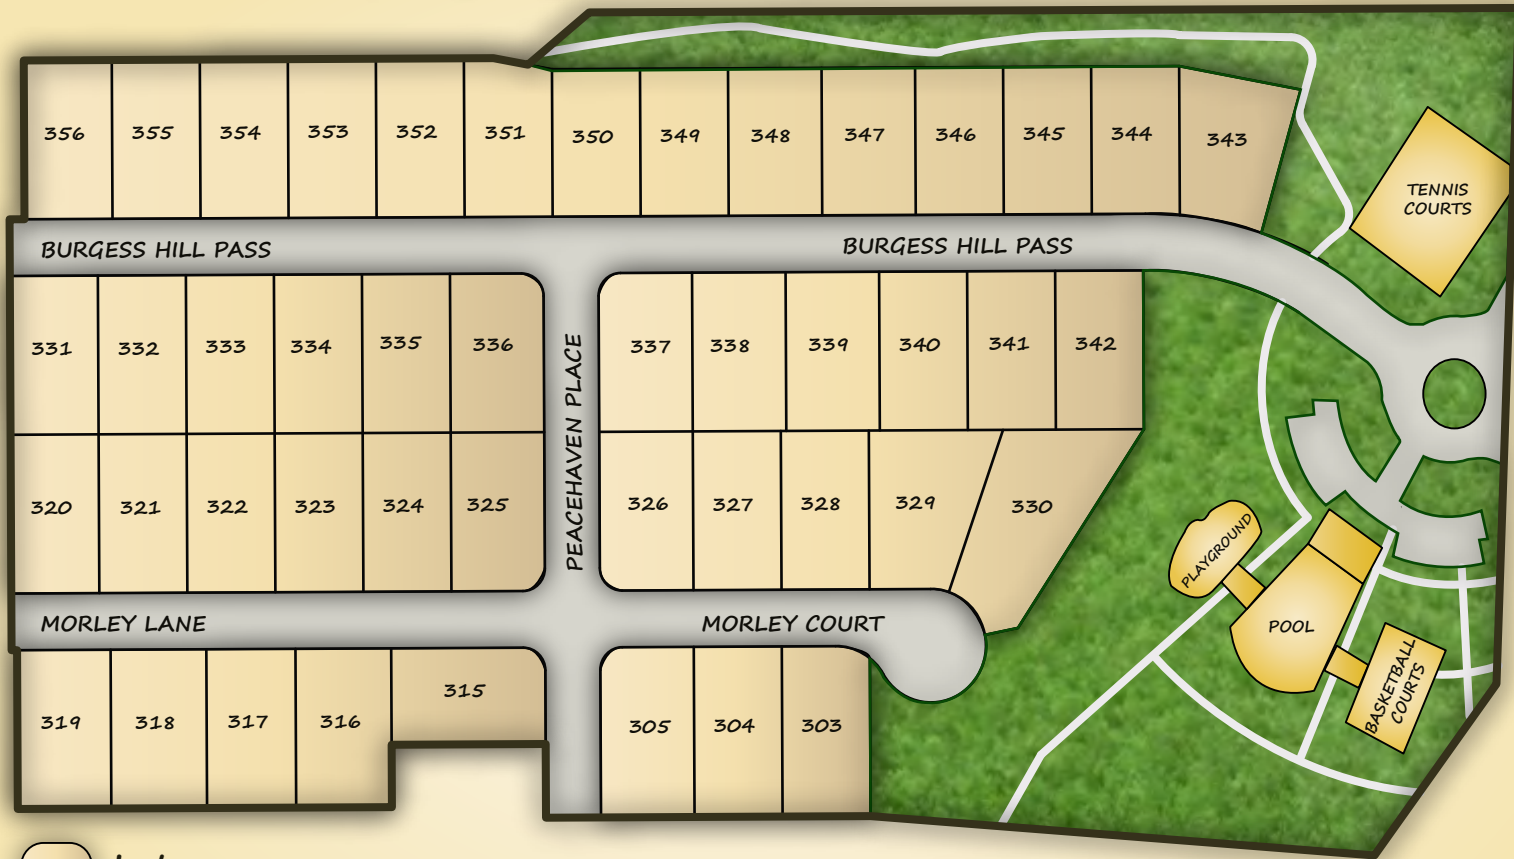 356 355 354 353 352 351 350 349 348 347 346 345 344 343
TENNIS
COURTS
BURGESS HILL PASS
BURGESS HILL PASS
331 332 333 334 335 336
337 338 339 340 341 342
PEACEHAVEN PLACE
320 321 322 323 324 325
326 327 328 329 330
PLAYGROUND
POOL
BASKETBALL
COURTS
MORLEY LANE
MORLEY COURT
319 318 317 316 315
305 304 303